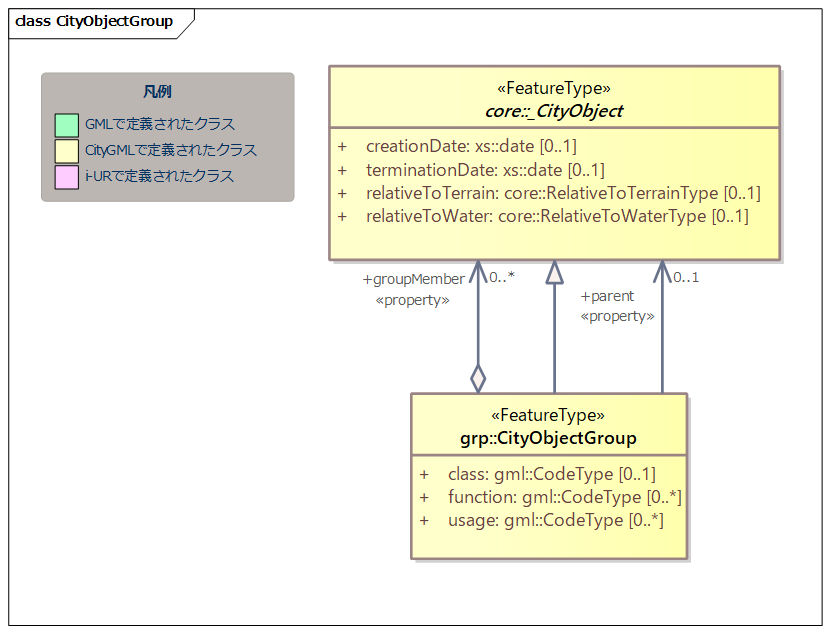 class CityObjectGroup
凡例
GMLで定義されたクラス
CityGMLで定義されたクラス
i-URで定義されたクラス
«FeatureType»
core::_CityObject
+ creationDate: xs::date [0..1]
+ terminationDate: xs::date [0..1]
+ relativeToTerrain: core::RelativeToTerrainType [0..1]
+ relativeToWater: core::RelativeToWaterType [0..1]
+groupMember
«property»
0..*
+parent
«property»
0..1
«FeatureType»
grp::CityObjectGroup
+ class: gml::CodeType [0..1]
+ function: gml::CodeType [0..*]
+ usage: gml::CodeType [0..*]